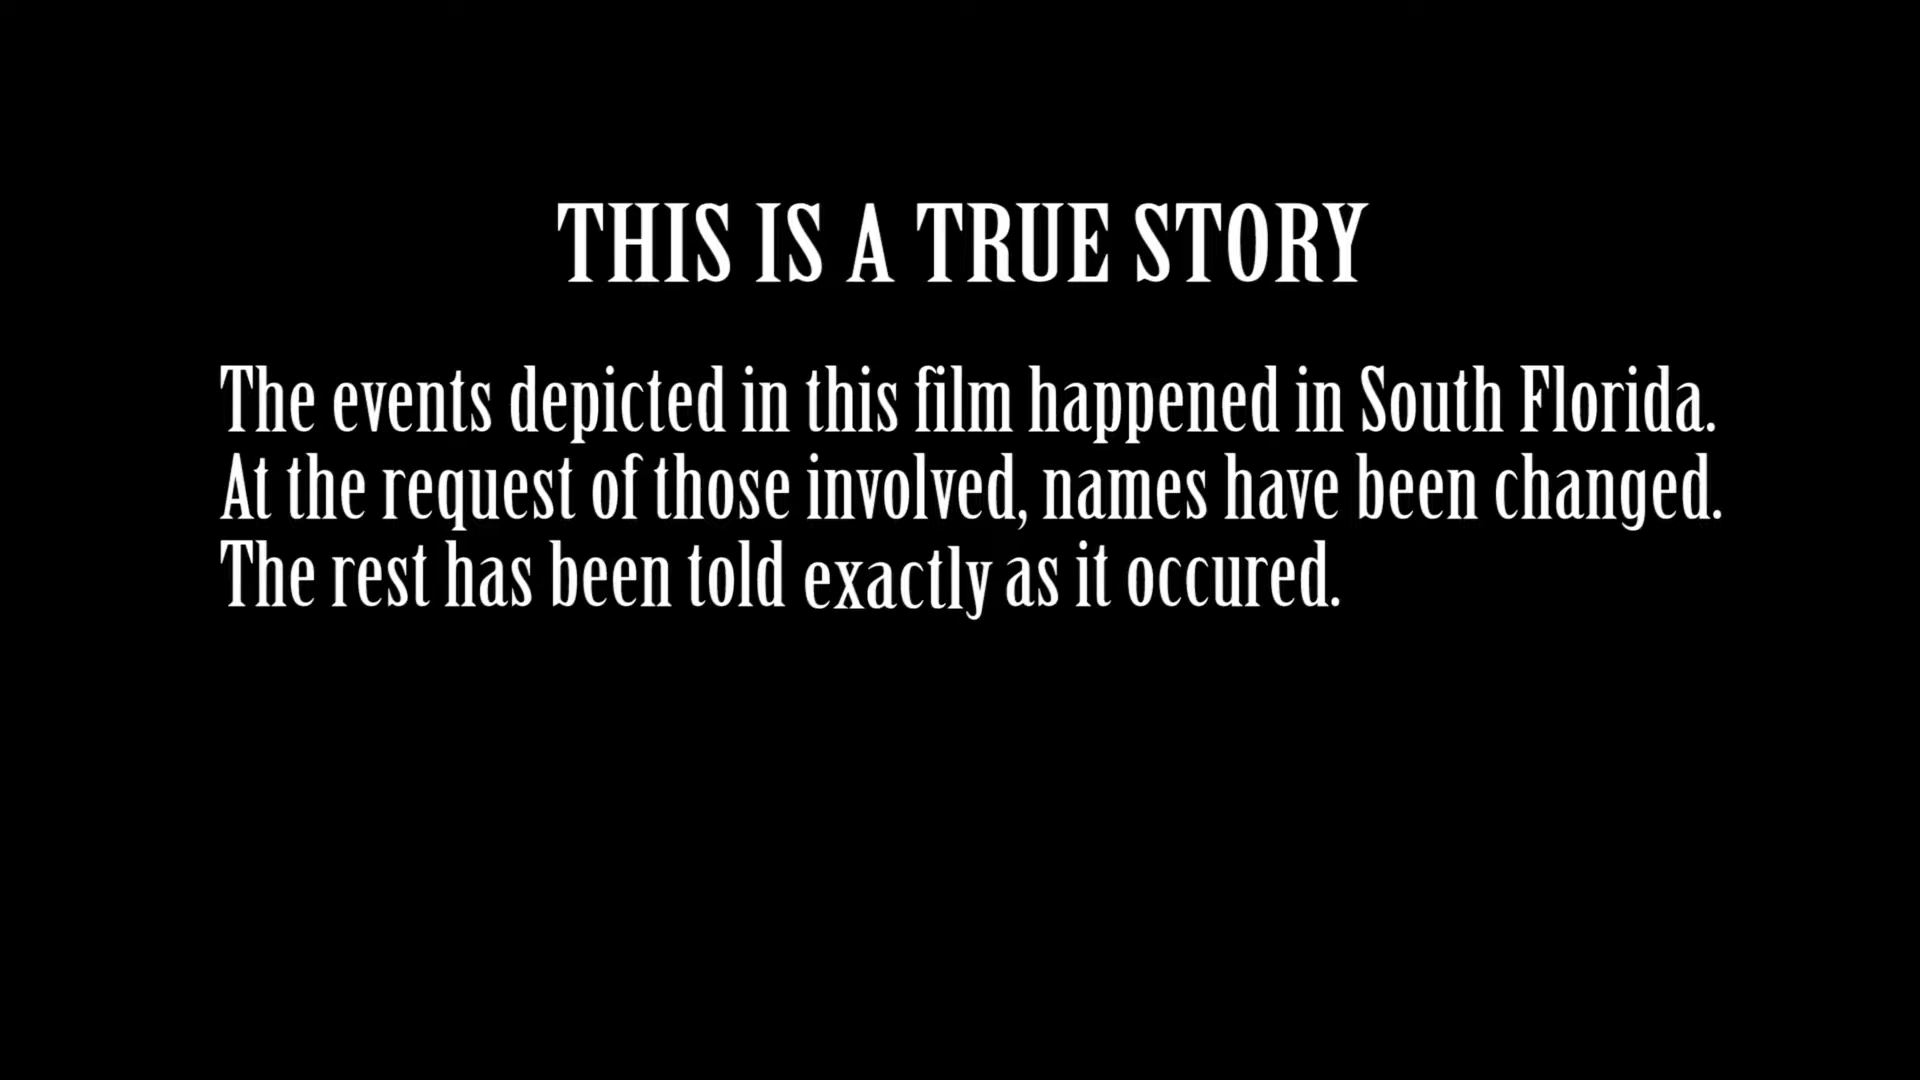 THIS IS A TRUE STORY
The events depicted in this film happened in South Florida.
At the request of those involved, names have been changed.
The rest has been told exactly as it occured.